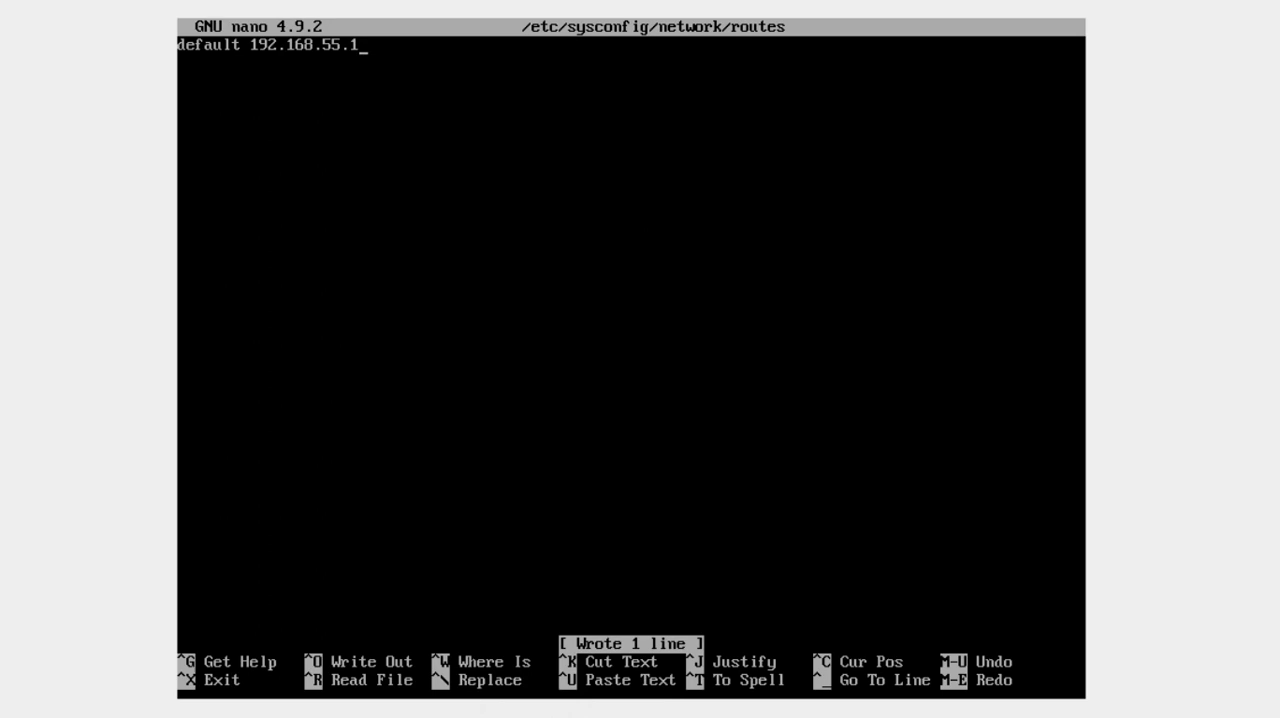 GNU nano 4.9.2 /etc/sysconfig/network/routes
default 192.168.55.1_
[ Wrote 1 line ]
^G Get Help ^O Write Out ^W Where Is ^K Cut Text ^J Justify ^C Cur Pos M-U Undo
^X Exit ^R Read File ^\ Replace ^U Paste Text ^T To Spell ^_ Go To Line M-E Redo